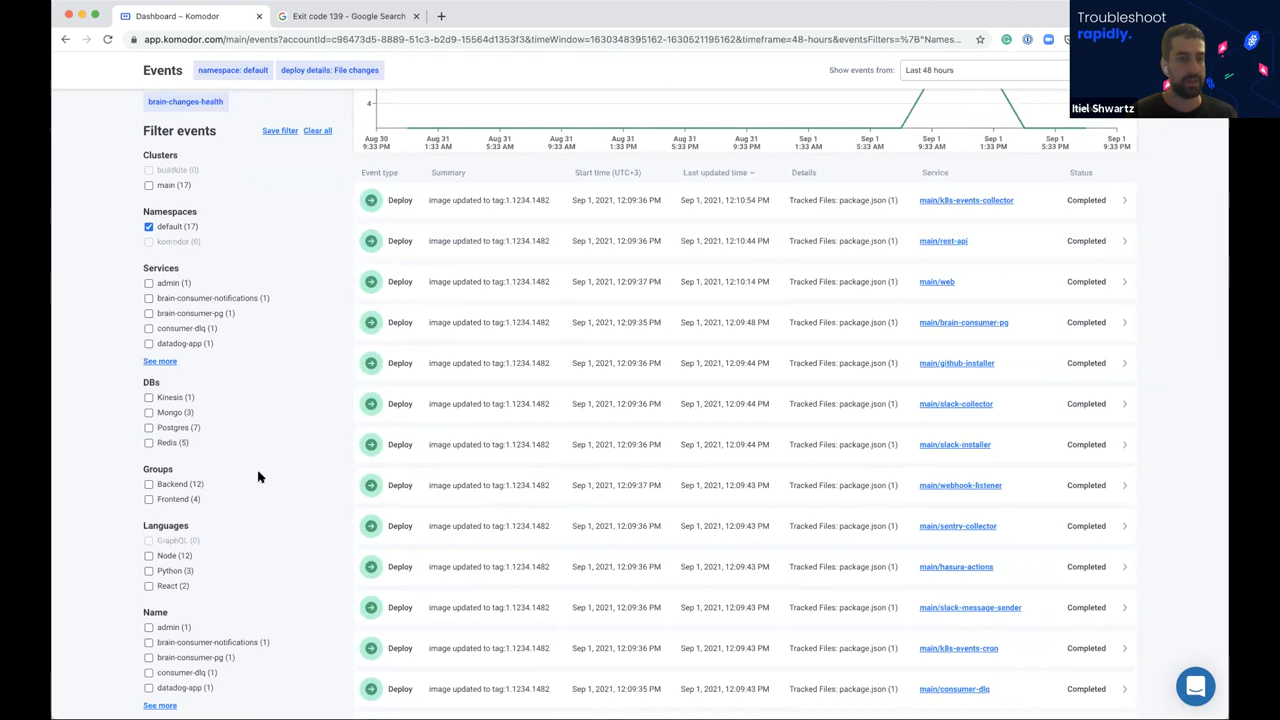 Dashboard – Komodor
Exit code 139 - Google Search
app.komodor.com/main/events?accountId=c96473d5-8889-51c3-b2d9-15564d1353f3&timeWindow=1630348395162-1630521195162&timeframe=48-hours&eventsFilters=%7B"Names...
Troubleshoot
rapidly.
Itiel Shwartz
Events
namespace: default
deploy details: File changes
Show events from:
Last 48 hours
brain-changes-health
Filter events
Save filter
Clear all
Clusters
buildkite (0)
main (17)
Namespaces
default (17)
komodor (0)
Services
admin (1)
brain-consumer-notifications (1)
brain-consumer-pg (1)
consumer-dlq (1)
datadog-app (1)
See more
DBs
Kinesis (1)
Mongo (3)
Postgres (7)
Redis (5)
Groups
Backend (12)
Frontend (4)
Languages
GraphQL (0)
Node (12)
Python (3)
React (2)
Name
admin (1)
brain-consumer-notifications (1)
brain-consumer-pg (1)
consumer-dlq (1)
datadog-app (1)
See more
4
Aug 30 9:33 PM
Aug 31 1:33 AM
Aug 31 5:33 AM
Aug 31 9:33 AM
Aug 31 1:33 PM
Aug 31 5:33 PM
Aug 31 9:33 PM
Sep 1 1:33 AM
Sep 1 5:33 AM
Sep 1 9:33 AM
Sep 1 1:33 PM
Sep 1 5:33 PM
Sep 1 9:33 PM
Event type Summary Start time (UTC+3) Last updated time Details Service Status
Deploy image updated to tag:1.1234.1482 Sep 1, 2021, 12:09:36 PM Sep 1, 2021, 12:10:54 PM Tracked Files: package.json (1) main/k8s-events-collector Completed
Deploy image updated to tag:1.1234.1482 Sep 1, 2021, 12:09:36 PM Sep 1, 2021, 12:10:44 PM Tracked Files: package.json (1) main/rest-api Completed
Deploy image updated to tag:1.1234.1482 Sep 1, 2021, 12:09:37 PM Sep 1, 2021, 12:10:14 PM Tracked Files: package.json (1) main/web Completed
Deploy image updated to tag:1.1234.1482 Sep 1, 2021, 12:09:35 PM Sep 1, 2021, 12:09:48 PM Tracked Files: package.json (1) main/brain-consumer-pg Completed
Deploy image updated to tag:1.1234.1482 Sep 1, 2021, 12:09:36 PM Sep 1, 2021, 12:09:44 PM Tracked Files: package.json (1) main/github-installer Completed
Deploy image updated to tag:1.1234.1482 Sep 1, 2021, 12:09:36 PM Sep 1, 2021, 12:09:44 PM Tracked Files: package.json (1) main/slack-collector Completed
Deploy image updated to tag:1.1234.1482 Sep 1, 2021, 12:09:36 PM Sep 1, 2021, 12:09:44 PM Tracked Files: package.json (1) main/slack-installer Completed
Deploy image updated to tag:1.1234.1482 Sep 1, 2021, 12:09:37 PM Sep 1, 2021, 12:09:43 PM Tracked Files: package.json (1) main/webhook-listener Completed
Deploy image updated to tag:1.1234.1482 Sep 1, 2021, 12:09:36 PM Sep 1, 2021, 12:09:43 PM Tracked Files: package.json (1) main/sentry-collector Completed
Deploy image updated to tag:1.1234.1482 Sep 1, 2021, 12:09:36 PM Sep 1, 2021, 12:09:43 PM Tracked Files: package.json (1) main/hasura-actions Completed
Deploy image updated to tag:1.1234.1482 Sep 1, 2021, 12:09:36 PM Sep 1, 2021, 12:09:43 PM Tracked Files: package.json (1) main/slack-message-sender Completed
Deploy image updated to tag:1.1234.1482 Sep 1, 2021, 12:09:36 PM Sep 1, 2021, 12:09:43 PM Tracked Files: package.json (1) main/k8s-events-cron Completed
Deploy image updated to tag:1.1234.1482 Sep 1, 2021, 12:09:35 PM Sep 1, 2021, 12:09:43 PM Tracked Files: package.json (1) main/consumer-dlq Completed